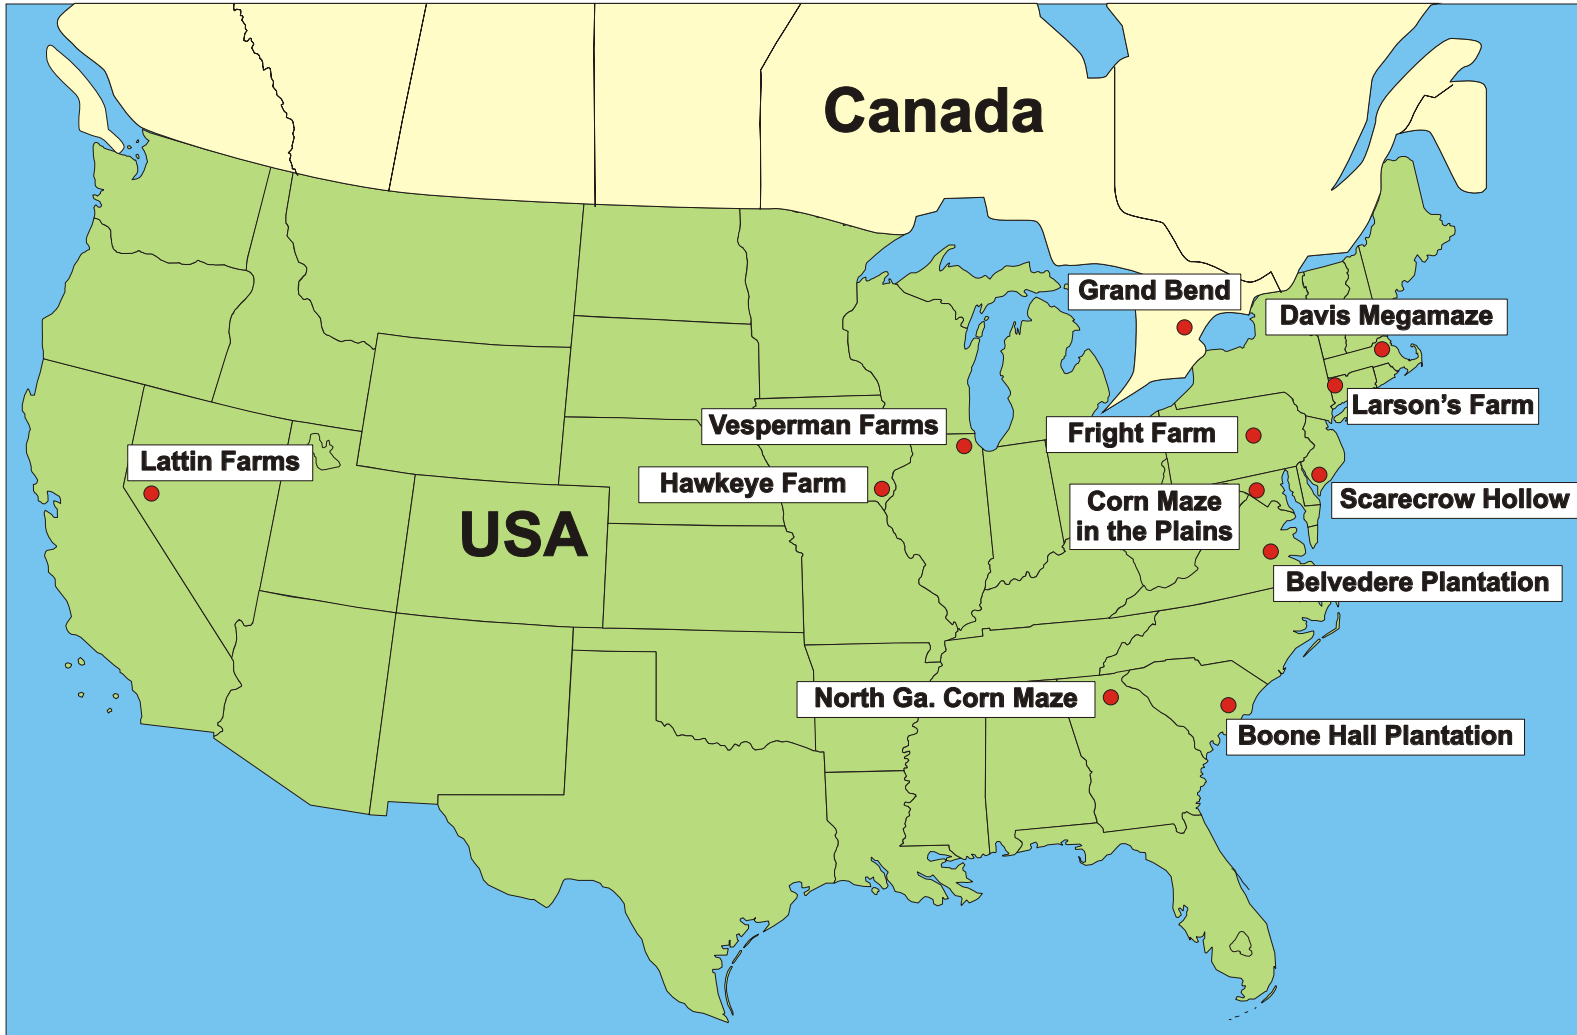 Canada
Grand Bend
Davis Megamaze
Larson's Farm
Vesperman Farms
Fright Farm
Lattin Farms
Hawkeye Farm
Scarecrow Hollow
Corn Maze
in the Plains
USA
Belvedere Plantation
North Ga. Corn Maze
Boone Hall Plantation